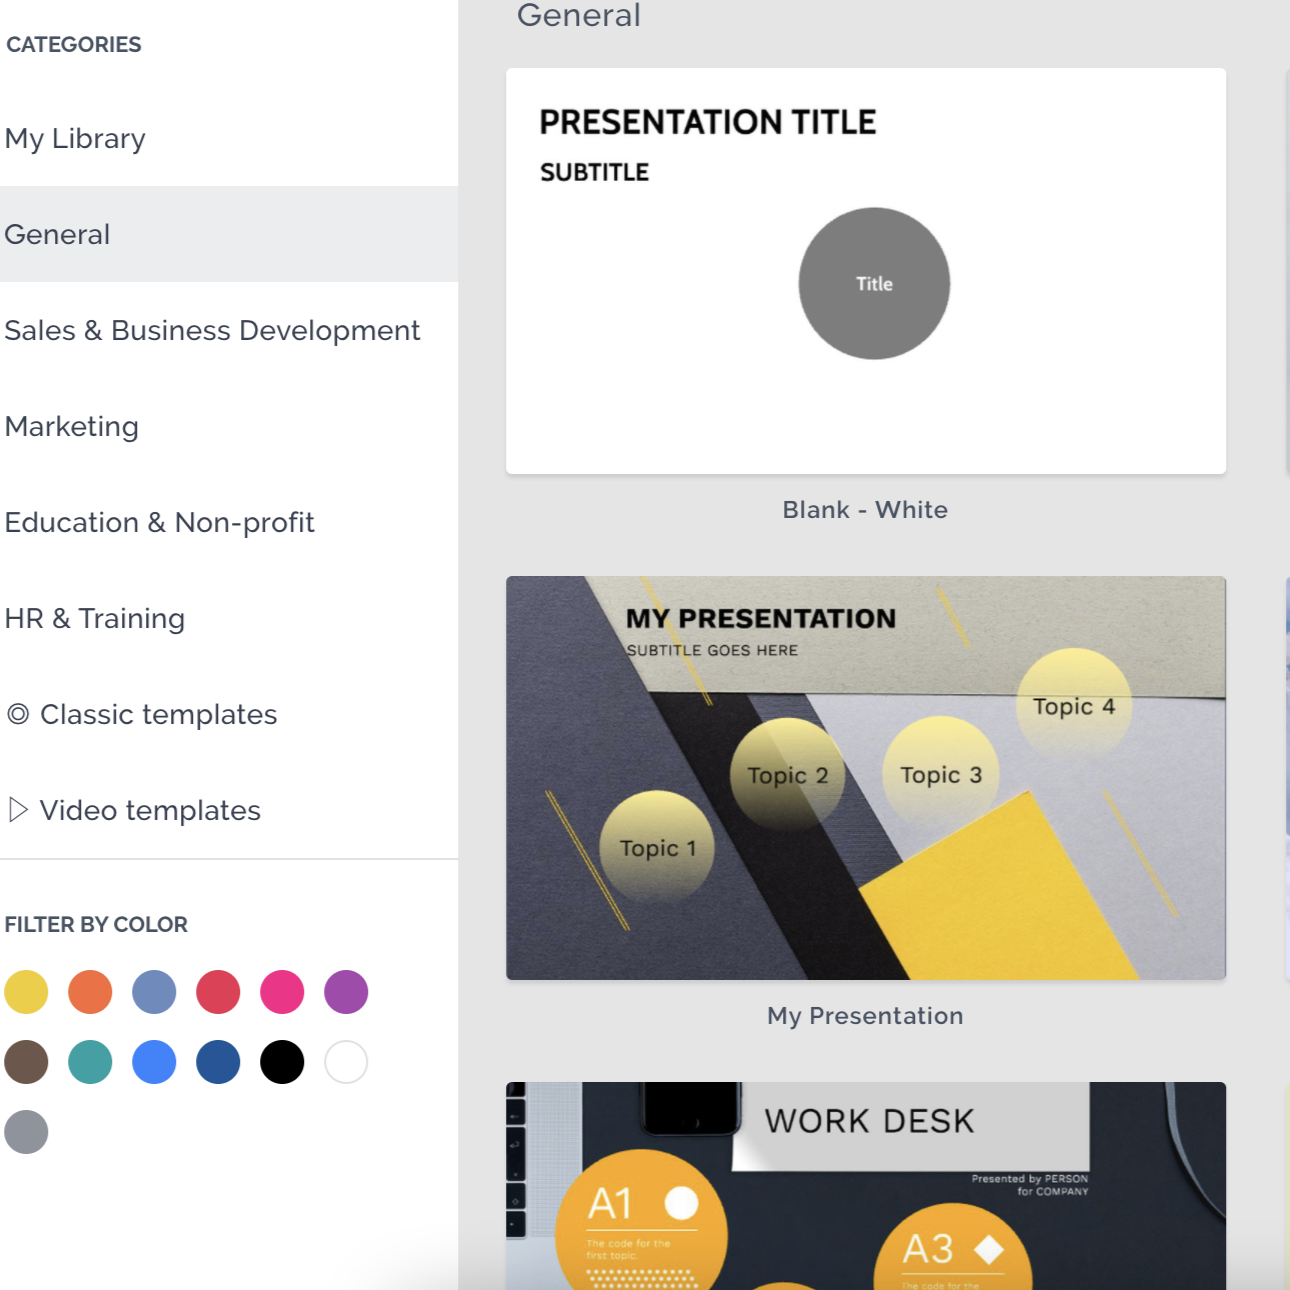 CATEGORIES
My Library
General
Sales & Business Development
Marketing
Education & Non-profit
HR & Training
Classic templates
Video templates
FILTER BY COLOR
General
PRESENTATION TITLE
SUBTITLE
Title
Blank - White
MY PRESENTATION
SUBTITLE GOES HERE
Topic 4
Topic 2
Topic 3
Topic 1
My Presentation
WORK DESK
Presented by PERSON
for COMPANY
A1
The code for the
first topic
A3
The code for the